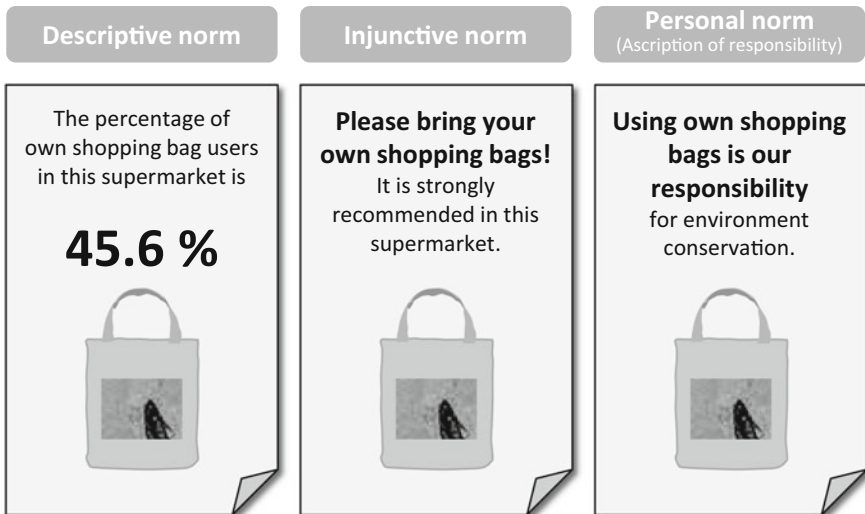 Descriptive norm
Injunctive norm
Personal norm
(Ascription of responsibility)
The percentage of
own shopping bag users
in this supermarket is
45.6 %
Please bring your
own shopping bags!
It is strongly
recommended in this
supermarket.
Using own shopping
bags is our
responsibility
for environment
conservation.